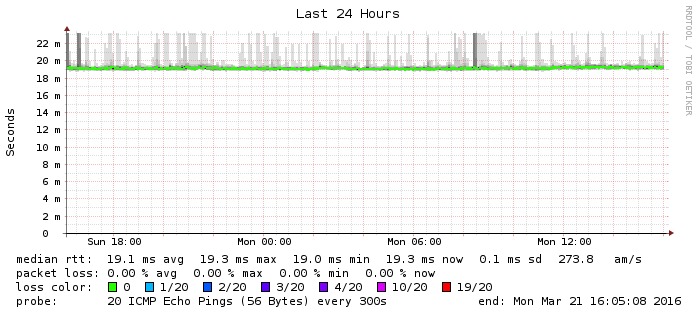 Last 24 Hours
RRDTOOL / TOBI OETIKER
Seconds
22 m
20 m
18 m
16 m
14 m
12 m
10 m
8 m
6 m
4 m
2 m
0
Sun 18:00 Mon 00:00 Mon 06:00 Mon 12:00
median rtt: 19.1 ms avg 19.3 ms max 19.0 ms min 19.3 ms now 0.1 ms sd 273.8 am/s
packet loss: 0.00 % avg 0.00 % max 0.00 % min 0.00 % now
loss color: 0 1/20 2/20 3/20 4/20 10/20 19/20
probe: 20 ICMP Echo Pings (56 Bytes) every 300s end: Mon Mar 21 16:05:08 2016